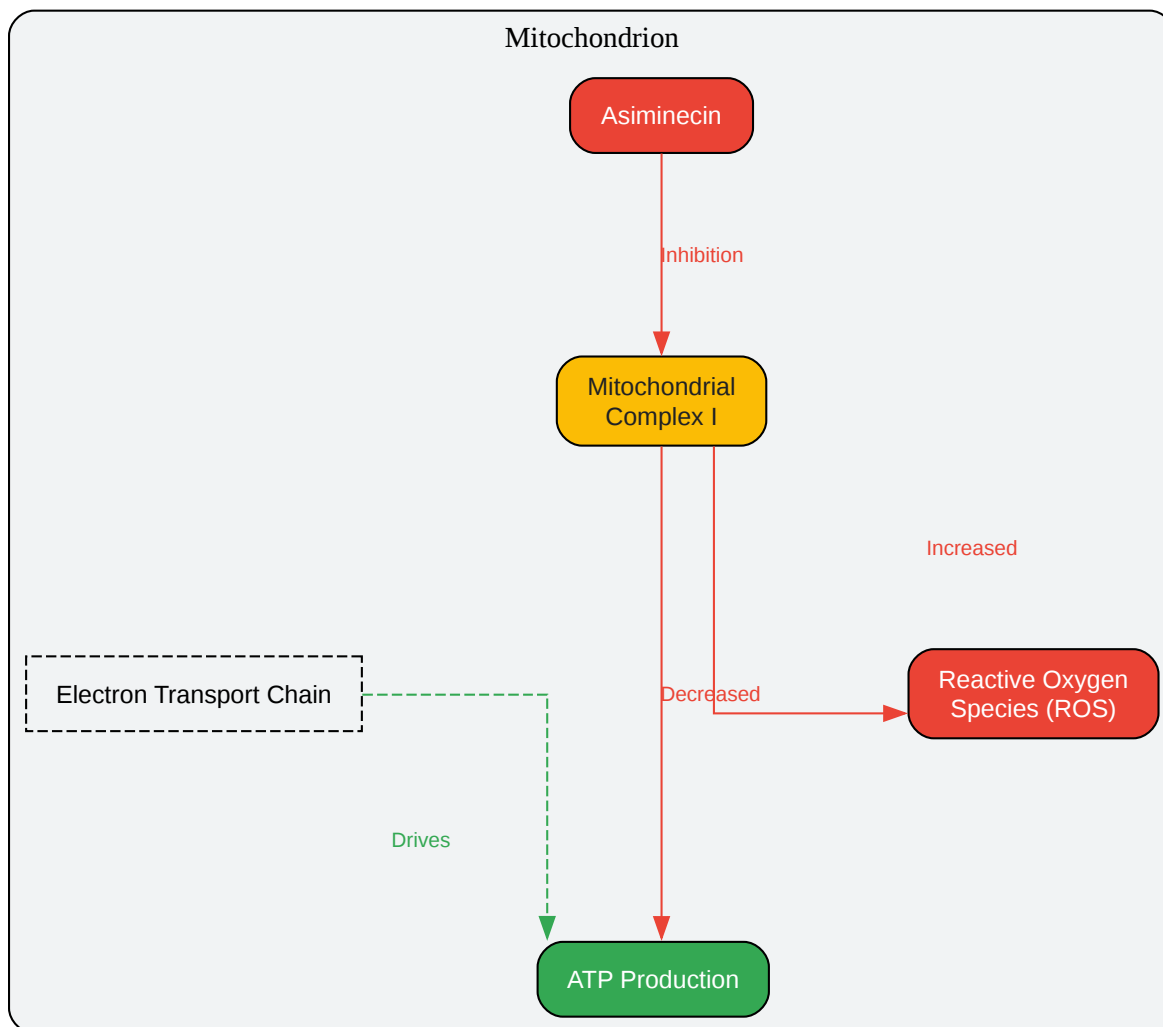 Mitochondrion
Asiminecin
Inhibition
Mitochondrial
Complex I
Increased
Electron Transport Chain
Decreased
Reactive Oxygen
Species (ROS)
Drives
ATP Production